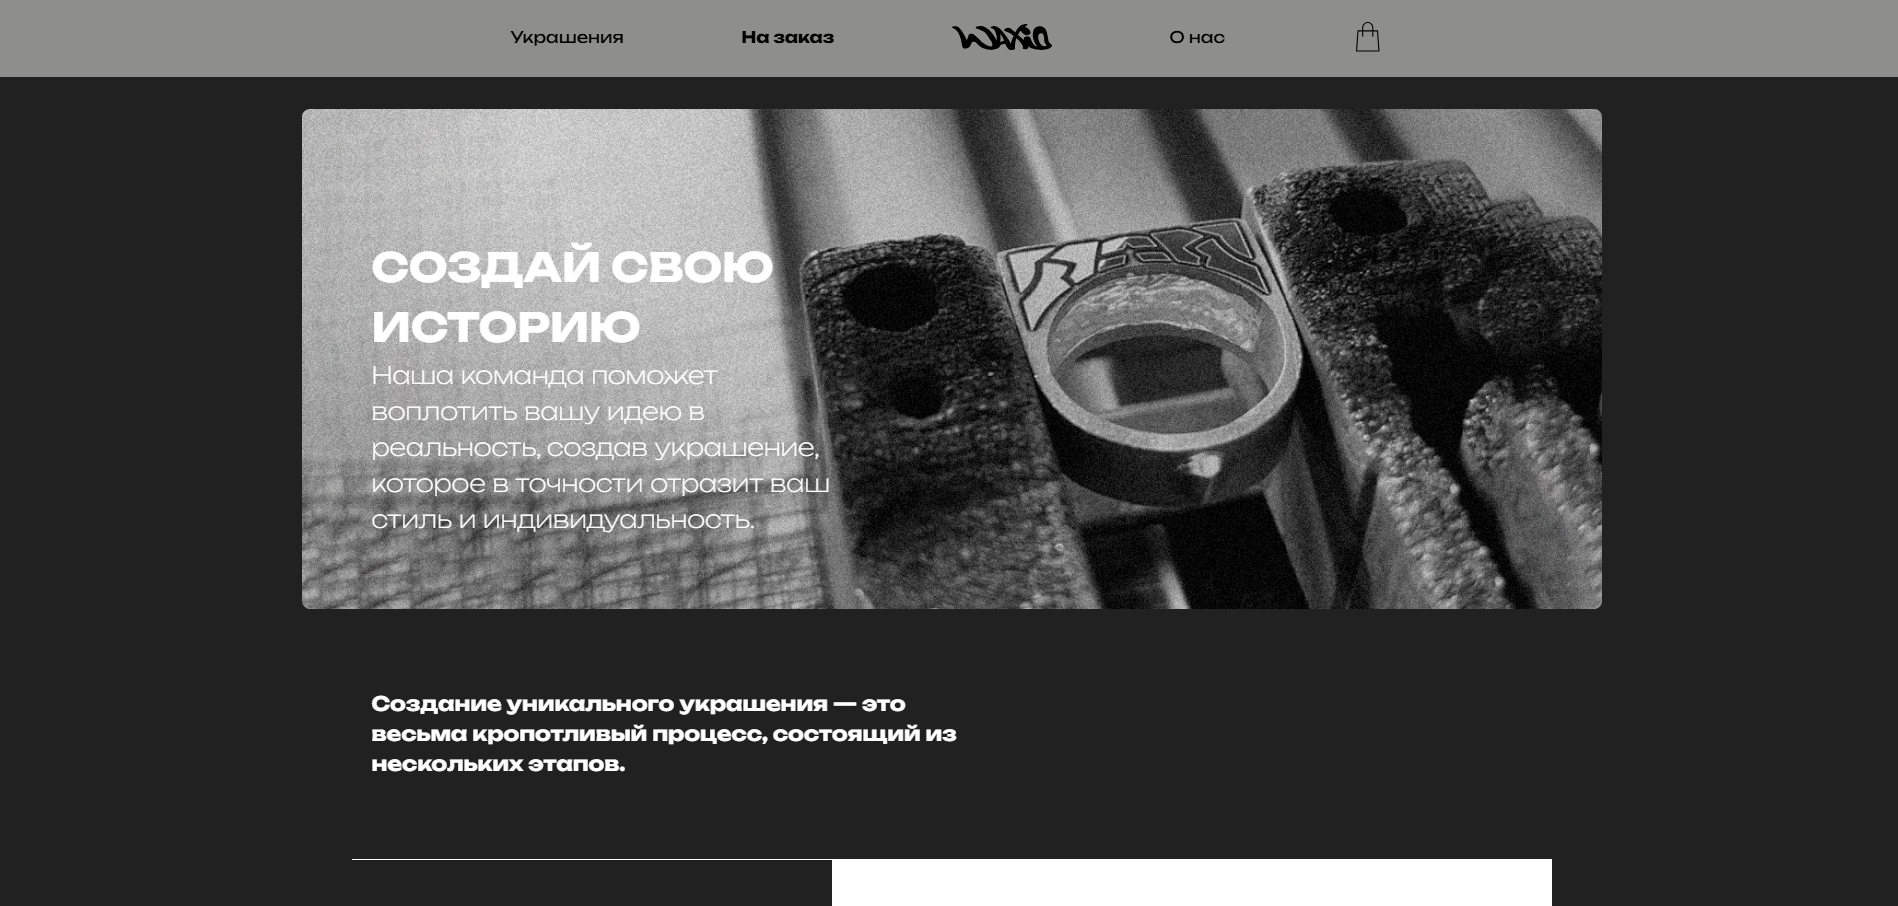 Украшения На заказ WAXIO О нас
СОЗДАЙ СВОЮ
ИСТОРИЮ
Наша команда поможет
воплотить вашу идею в
реальность, создав украшение,
которое в точности отразит ваш
стиль и индивидуальность.
Создание уникального украшения — это
весьма кропотливый процесс, состоящий из
нескольких этапов.